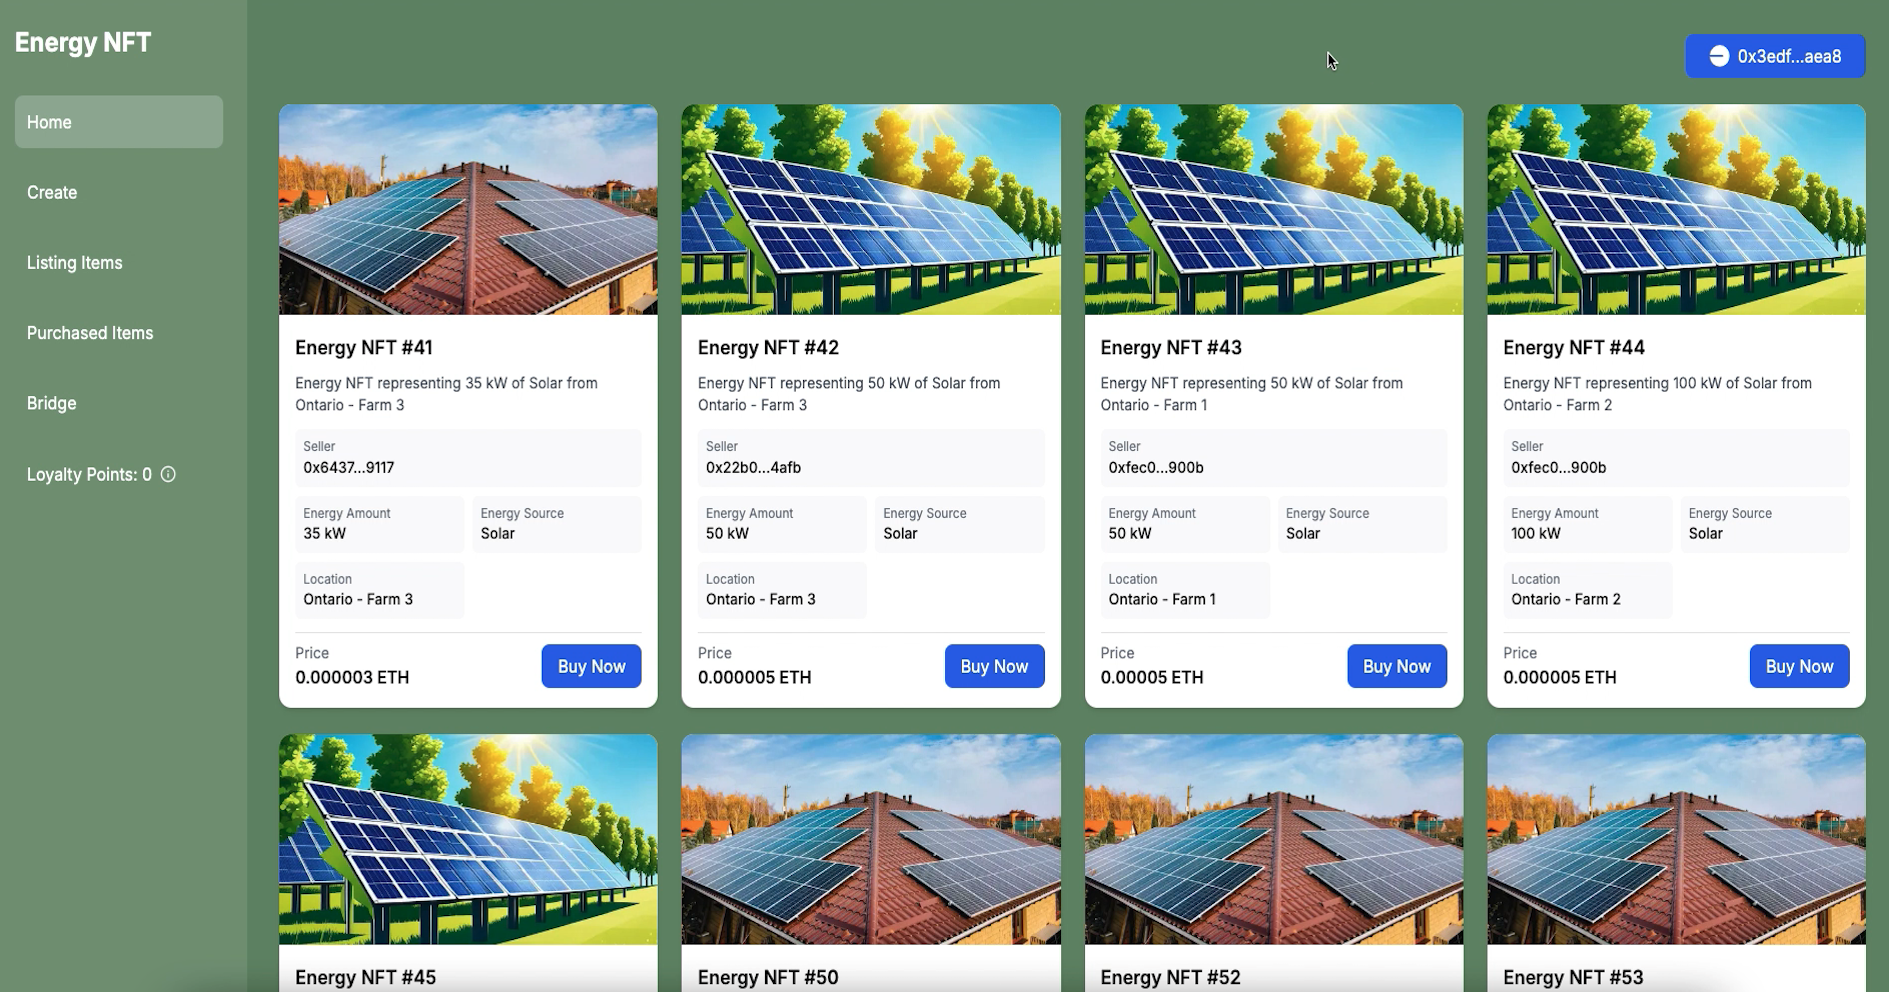 Energy NFT
0x3edf...aea8
Home
Create
Listing Items
Purchased Items
Bridge
Loyalty Points: 0
Energy NFT #41
Energy NFT representing 35 kW of Solar from
Ontario - Farm 3
Seller
0x6437...9117
Energy Amount
35 kW
Energy Source
Solar
Location
Ontario - Farm 3
Price
0.000003 ETH
Buy Now
Energy NFT #42
Energy NFT representing 50 kW of Solar from
Ontario - Farm 3
Seller
0x22b0...4afb
Energy Amount
50 kW
Energy Source
Solar
Location
Ontario - Farm 3
Price
0.000005 ETH
Buy Now
Energy NFT #43
Energy NFT representing 50 kW of Solar from
Ontario - Farm 1
Seller
0xfec0...900b
Energy Amount
50 kW
Energy Source
Solar
Location
Ontario - Farm 1
Price
0.00005 ETH
Buy Now
Energy NFT #44
Energy NFT representing 100 kW of Solar from
Ontario - Farm 2
Seller
0xfec0...900b
Energy Amount
100 kW
Energy Source
Solar
Location
Ontario - Farm 2
Price
0.000005 ETH
Buy Now
Energy NFT #45
Energy NFT #50
Energy NFT #52
Energy NFT #53